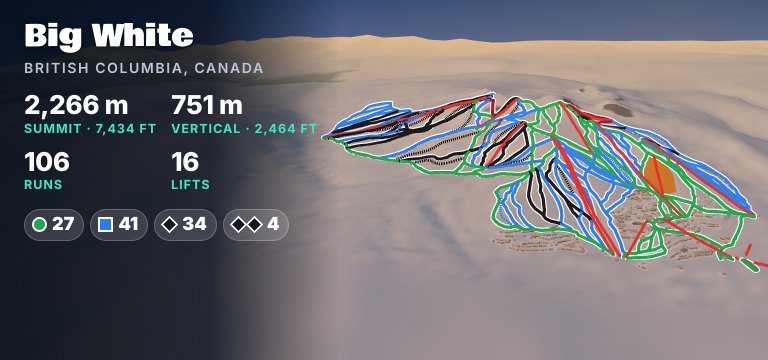 Big White
BRITISH COLUMBIA, CANADA
2,266 m 751 m
SUMMIT · 7,434 FT VERTICAL · 2,464 FT
106 16
RUNS LIFTS
27 41 34 4